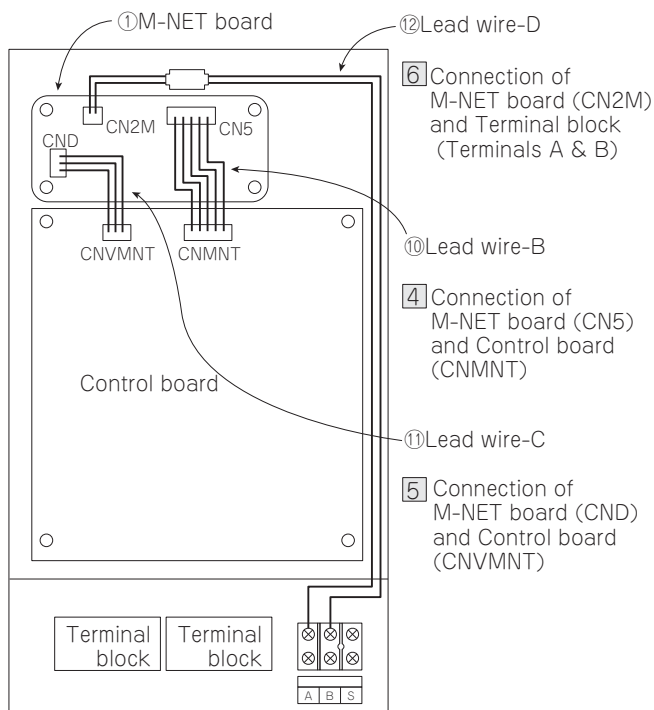 ①M-NET board
⑫Lead wire-D
6 Connection of
M-NET board (CN2M)
and Terminal block
(Terminals A & B)
CN2M
CN5
CND
CNVMNT
CNMNT
⑩Lead wire-B
4 Connection of
M-NET board (CN5)
and Control board
(CNMNT)
Control board
⑪Lead wire-C
5 Connection of
M-NET board (CND)
and Control board
(CNVMNT)
Terminal
block
Terminal
block
A B S